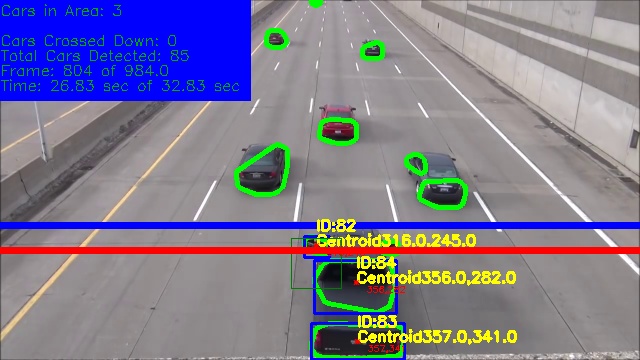 Cars in Area: 3
Cars Crossed Down: 0
Total Cars Detected: 85
Frame: 804 of 984.0
Time: 26.83 sec of 32.83 sec
ID:82
Centroid316.0,245.0
ID:84
Centroid356.0,282.0
ID:83
Centroid357.0,341.0